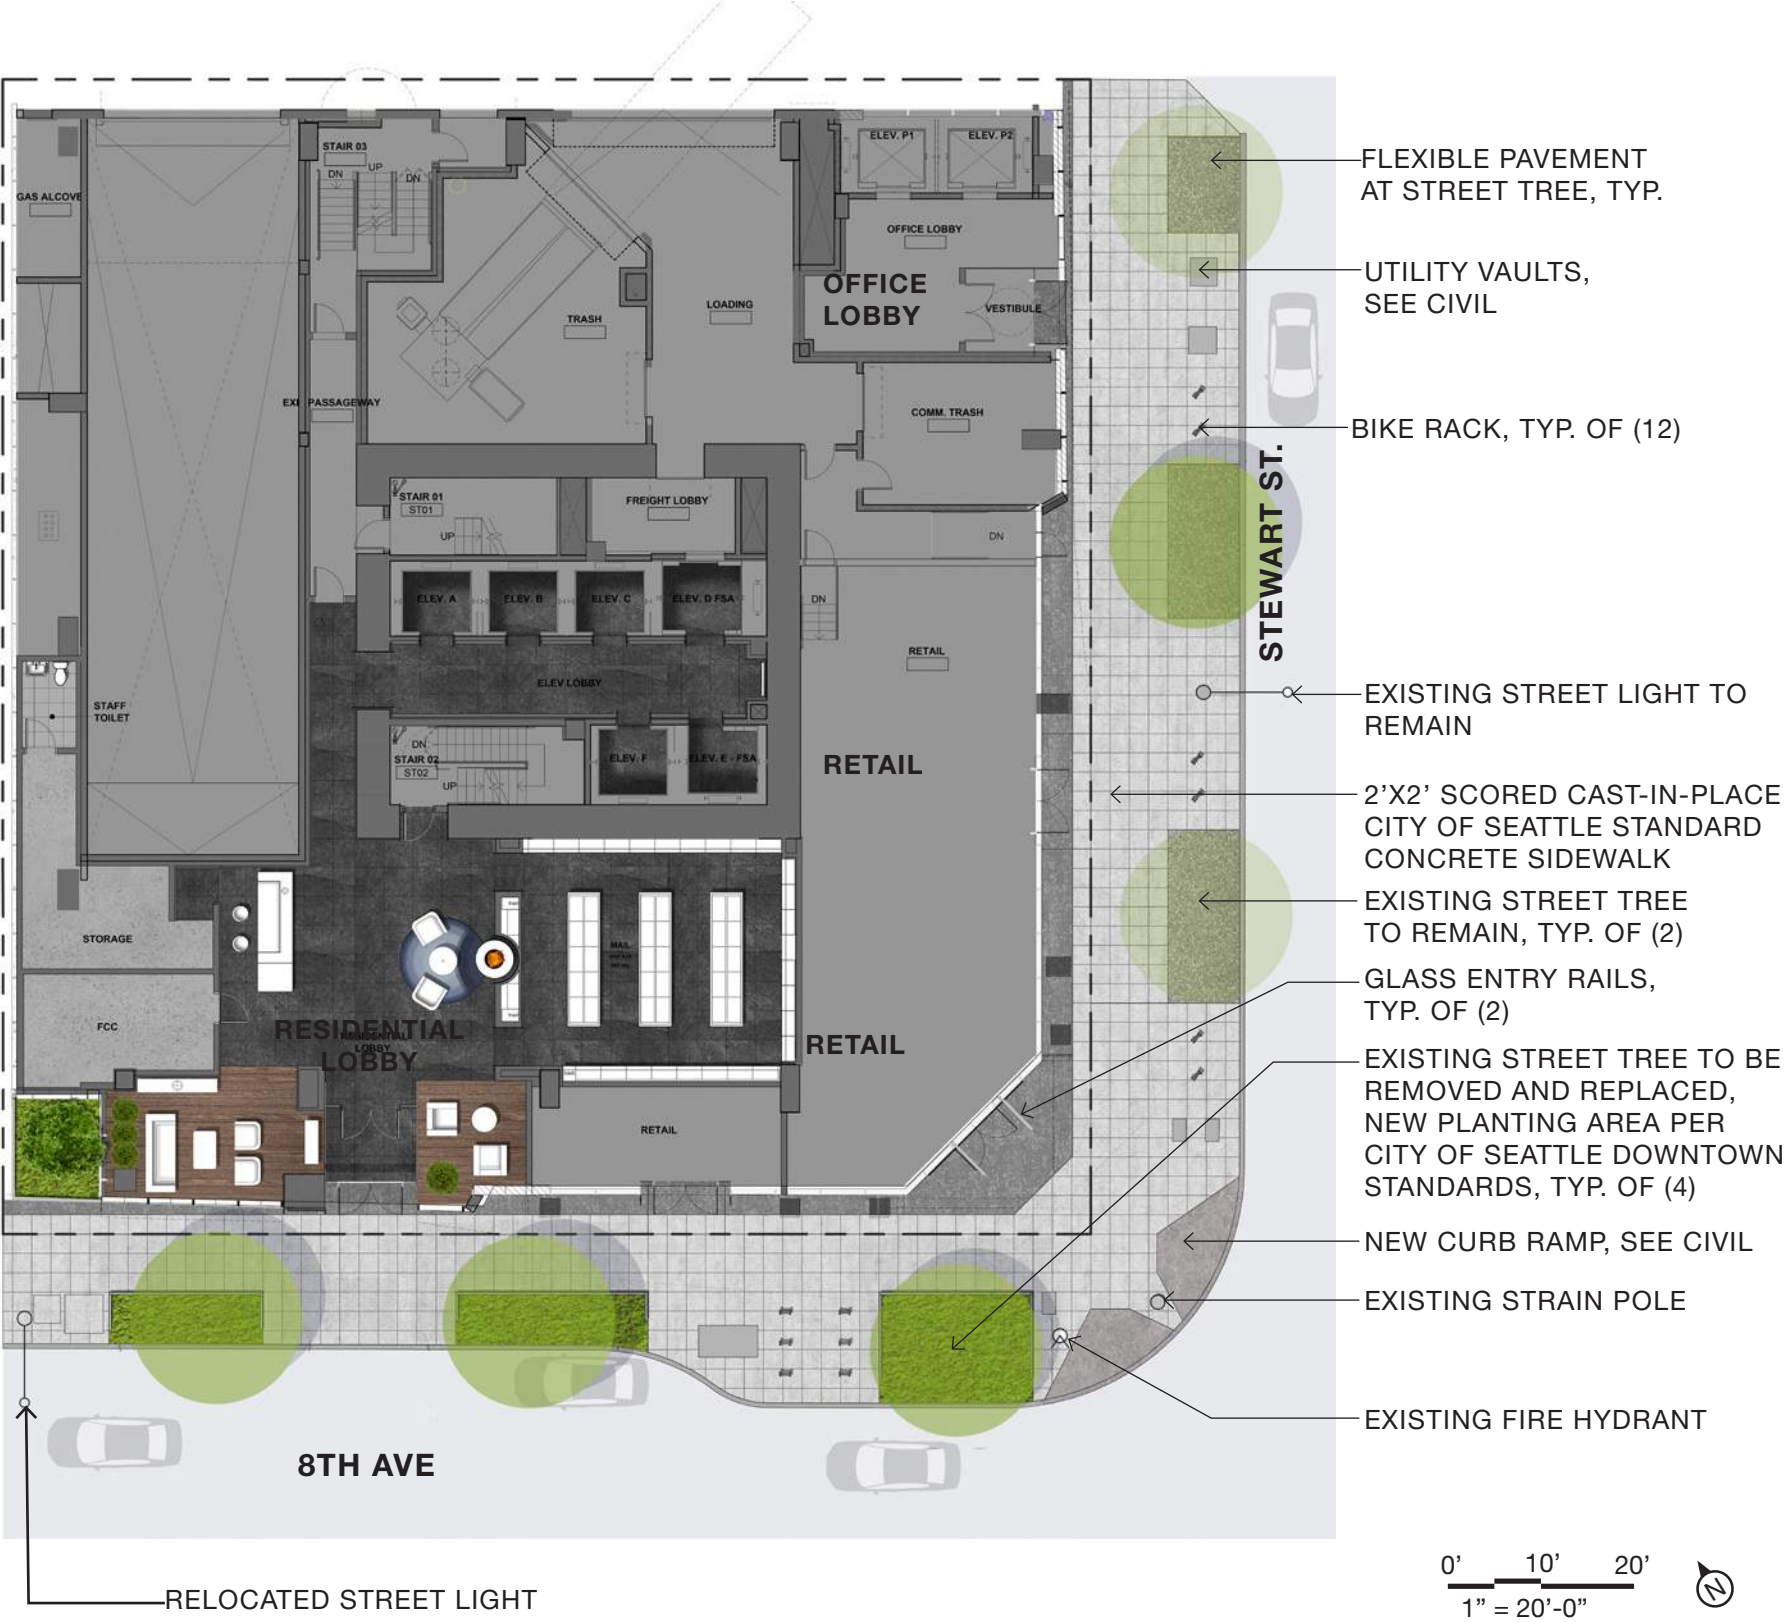 STAIR 03
UP
DN
DN
GAS ALCOVE
ELEV. P1
ELEV. P2
OFFICE LOBBY
OFFICE
LOBBY
VESTIBULE
LOADING
TRASH
EXIT PASSAGEWAY
COMM. TRASH
STAIR 01
ST01
UP
FREIGHT LOBBY
DN
ELEV. A
ELEV. B
ELEV. C
ELEV. D FSA
DN
RETAIL
ELEV LOBBY
STAFF
TOILET
DN
STAIR 02
ST02
UP
ELEV. F
ELEV. E - FSA
RETAIL
STORAGE
MAIL
FCC
RESIDENTIAL
LOBBY
RESIDENTIAL
LOBBY
RETAIL
RETAIL
STEWART ST.
8TH AVE
FLEXIBLE PAVEMENT
AT STREET TREE, TYP.
UTILITY VAULTS,
SEE CIVIL
BIKE RACK, TYP. OF (12)
EXISTING STREET LIGHT TO
REMAIN
2’X2’ SCORED CAST-IN-PLACE
CITY OF SEATTLE STANDARD
CONCRETE SIDEWALK
EXISTING STREET TREE
TO REMAIN, TYP. OF (2)
GLASS ENTRY RAILS,
TYP. OF (2)
EXISTING STREET TREE TO BE
REMOVED AND REPLACED,
NEW PLANTING AREA PER
CITY OF SEATTLE DOWNTOWN
STANDARDS, TYP. OF (4)
NEW CURB RAMP, SEE CIVIL
EXISTING STRAIN POLE
EXISTING FIRE HYDRANT
RELOCATED STREET LIGHT
0’ 10’ 20’
1” = 20’-0”
N